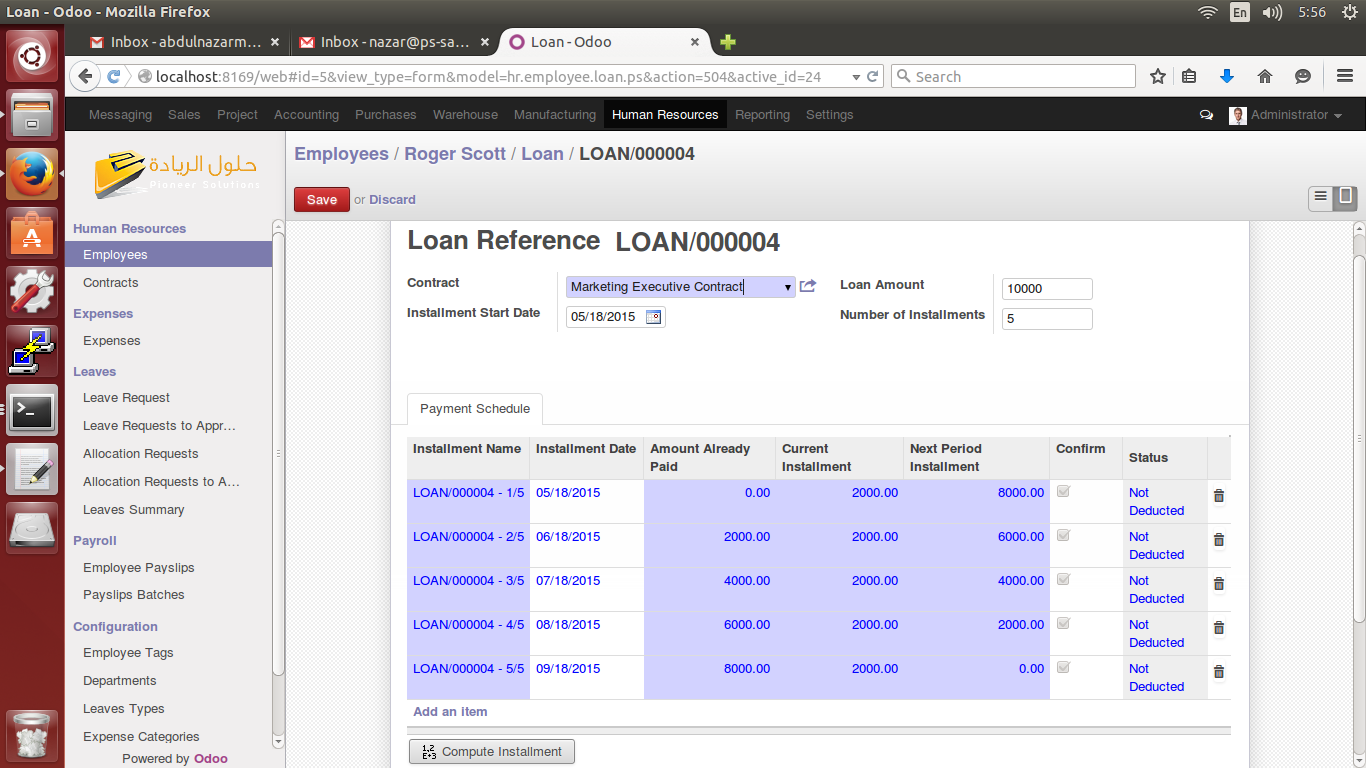 Loan - Odoo - Mozilla Firefox
En
5:56
Inbox - abdulnazarm...
Inbox - nazar@ps-sa...
Loan - Odoo
localhost:8169/web#id=5&view_type=form&model=hr.employee.loan.ps&action=504&active_id=24
Search
Messaging Sales Project Accounting Purchases Warehouse Manufacturing Human Resources Reporting Settings
Administrator
حلول الريادة
Pioneer Solutions
Employees / Roger Scott / Loan / LOAN/000004
Save or Discard
Human Resources
Employees
Contracts
Expenses
Expenses
Leaves
Leave Request
Leave Requests to Appr...
Allocation Requests
Allocation Requests to A...
Leaves Summary
Payroll
Employee Payslips
Payslips Batches
Configuration
Employee Tags
Departments
Leaves Types
Expense Categories
Powered by Odoo
Loan Reference LOAN/000004
Contract Marketing Executive Contract
Installment Start Date 05/18/2015
Loan Amount 10000
Number of Installments 5
Payment Schedule
Installment Name Installment Date Amount Already Paid Current Installment Next Period Installment Confirm Status
LOAN/000004 - 1/5 05/18/2015 0.00 2000.00 8000.00 Not Deducted
LOAN/000004 - 2/5 06/18/2015 2000.00 2000.00 6000.00 Not Deducted
LOAN/000004 - 3/5 07/18/2015 4000.00 2000.00 4000.00 Not Deducted
LOAN/000004 - 4/5 08/18/2015 6000.00 2000.00 2000.00 Not Deducted
LOAN/000004 - 5/5 09/18/2015 8000.00 2000.00 0.00 Not Deducted
Add an item
Compute Installment